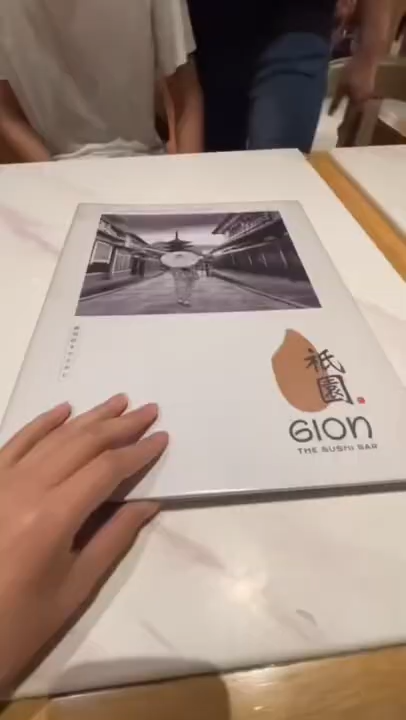 祇
園
GION
THE SUSHI BAR